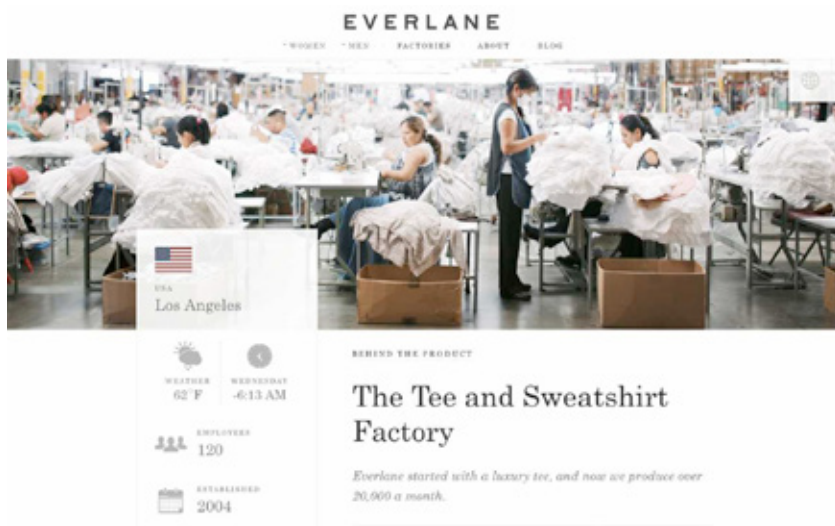 EVERLANE
WOMEN MEN FACTORIES ABOUT BLOG
USA
Los Angeles
WEATHER
62°F
WEDNESDAY
-6:13 AM
EMPLOYEES
120
ESTABLISHED
2004
BEHIND THE PRODUCT
The Tee and Sweatshirt
Factory
Everlane started with a luxury tee, and now we produce over
20,000 a month.